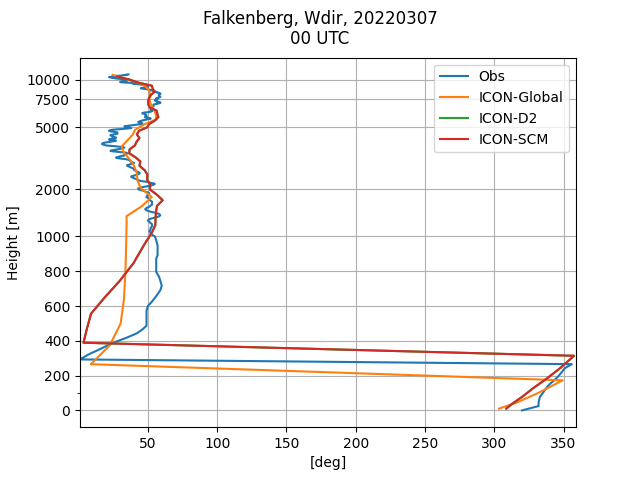 Falkenberg, Wdir, 20220307
00 UTC
Obs
ICON-Global
ICON-D2
ICON-SCM
Height [m]
10000
7500
5000
2000
1000
800
600
400
200
0
50
100
150
200
250
300
350
[deg]